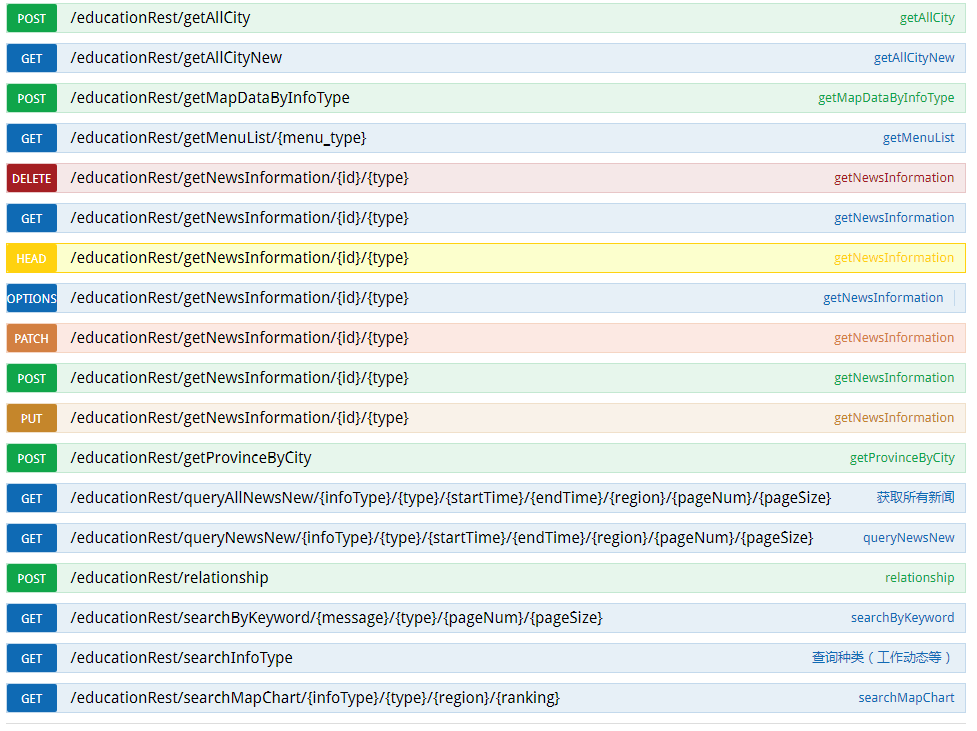 POST /educationRest/getAllCity getAllCity
GET /educationRest/getAllCityNew getAllCityNew
POST /educationRest/getMapDataByInfoType getMapDataByInfoType
GET /educationRest/getMenuList/{menu_type} getMenuList
DELETE /educationRest/getNewsInformation/{id}/{type} getNewsInformation
GET /educationRest/getNewsInformation/{id}/{type} getNewsInformation
HEAD /educationRest/getNewsInformation/{id}/{type} getNewsInformation
OPTIONS /educationRest/getNewsInformation/{id}/{type} getNewsInformation
PATCH /educationRest/getNewsInformation/{id}/{type} getNewsInformation
POST /educationRest/getNewsInformation/{id}/{type} getNewsInformation
PUT /educationRest/getNewsInformation/{id}/{type} getNewsInformation
POST /educationRest/getProvinceByCity getProvinceByCity
GET /educationRest/queryAllNewsNew/{infoType}/{type}/{startTime}/{endTime}/{region}/{pageNum}/{pageSize} 获取所有新闻
GET /educationRest/queryNewsNew/{infoType}/{type}/{startTime}/{endTime}/{region}/{pageNum}/{pageSize} queryNewsNew
POST /educationRest/relationship relationship
GET /educationRest/searchByKeyword/{message}/{type}/{pageNum}/{pageSize} searchByKeyword
GET /educationRest/searchInfoType 查询种类（工作动态等）
GET /educationRest/searchMapChart/{infoType}/{type}/{region}/{ranking} searchMapChart